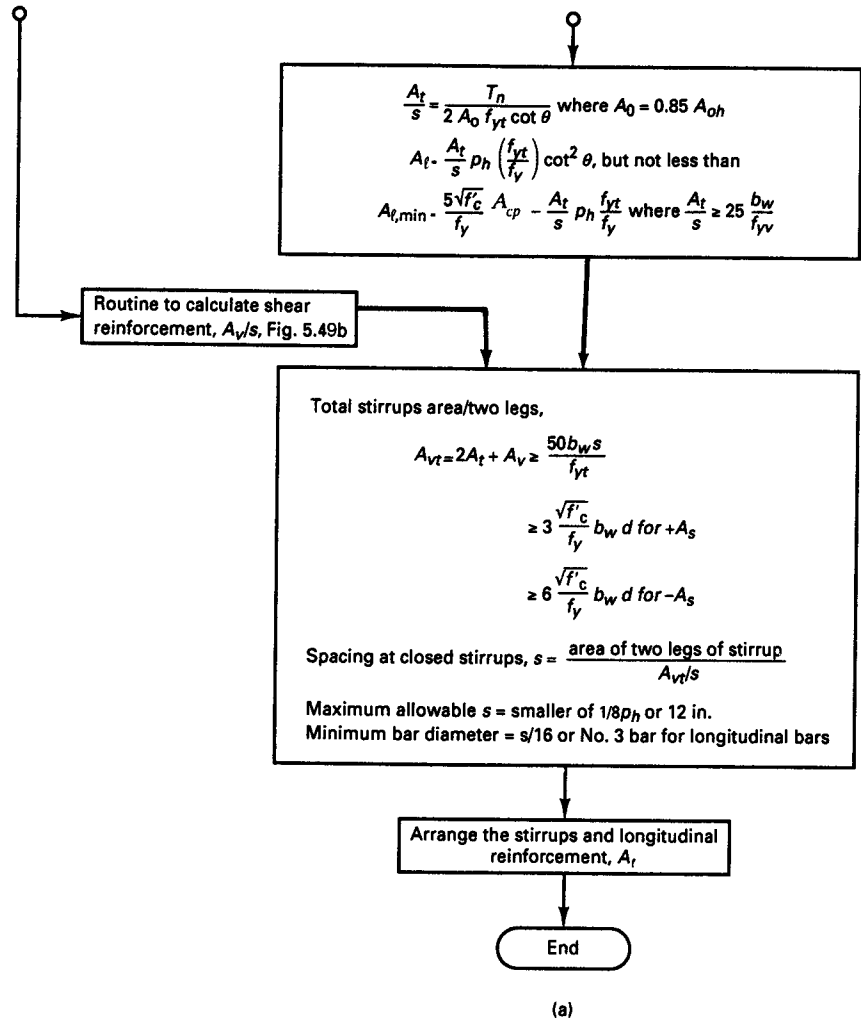 A_t/s = T_n / (2 A_o f_yt cot θ) where A_0 = 0.85 A_oh
A_ℓ - A_t/s p_h (f_yt/f_y) cot² θ, but not less than
A_ℓ,min - 5√f'_c / f_y A_cp - A_t/s p_h f_yt/f_y where A_t/s ≥ 25 b_w/f_yv
Routine to calculate shear
reinforcement, A_v/s, Fig. 5.49b
Total stirrups area/two legs,
A_vt = 2A_t + A_v ≥ 50b_w s / f_yt
≥ 3 √f'_c / f_y b_w d for +A_s
≥ 6 √f'_c / f_y b_w d for -A_s
Spacing at closed stirrups, s = area of two legs of stirrup / A_vt/s
Maximum allowable s = smaller of 1/8p_h or 12 in.
Minimum bar diameter = s/16 or No. 3 bar for longitudinal bars
Arrange the stirrups and longitudinal
reinforcement, A_t
End
(a)